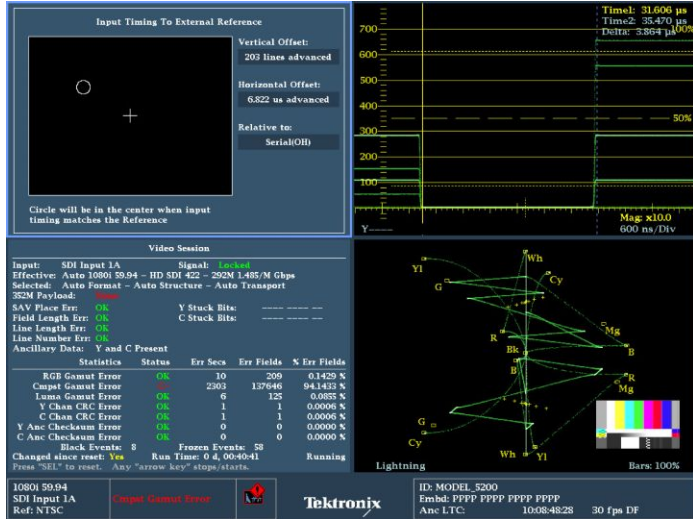 Input Timing To External Reference
Vertical Offset:
203 lines advanced
Horizontal Offset:
6.822 us advanced
Relative to:
Serial(OH)
Circle will be in the center when input
timing matches the Reference
Time1: 31.606 µs
Time2: 35.470 µs
Delta: 3.864 µs
100%
700
600
500
400
50%
300
200
100
Mag: x10.0
600 ns/Div
Y----
Video Session
Input: SDI Input 1A Signal: Locked
Effective: Auto 1080i 59.94 - HD SDI 422 - 292M 1.485/M Gbps
Selected: Auto Format - Auto Structure - Auto Transport
352M Payload:
SAV Place Err: OK Y Stuck Bits: ---- ---- ----
Field Length Err: OK C Stuck Bits: ---- ---- ----
Line Length Err: OK
Line Number Err: OK
Ancillary Data: Y and C Present
Statistics Status Err Secs Err Fields % Err Fields
RGB Gamut Error OK 10 209 0.1429 %
Cmpst Gamut Error 2303 137646 94.1433 %
Luma Gamut Error OK 6 125 0.0855 %
Y Chan CRC Error OK 1 1 0.0006 %
C Chan CRC Error OK 1 1 0.0006 %
Y Anc Checksum Error OK 0 0 0.0000 %
C Anc Checksum Error OK 0 0 0.0000 %
Black Events: 8 Frozen Events: 58
Changed since reset: Yes Run Time: 0 d, 00:40:41 Running
Press "SEL" to reset. Any "arrow key" stops/starts.
Wh
Yl
Cy
G
Mg
R
Bk
B
B
R
Mg
G
Cy
Wh
Yl
Lightning
Bars: 100%
1080i 59.94
SDI Input 1A
Ref: NTSC
Cmpst Gamut Error
Tektronix
ID: MODEL_5200
Embd: PPPP PPPP PPPP PPPP
Anc LTC: 10:08:48:28 30 fps DF